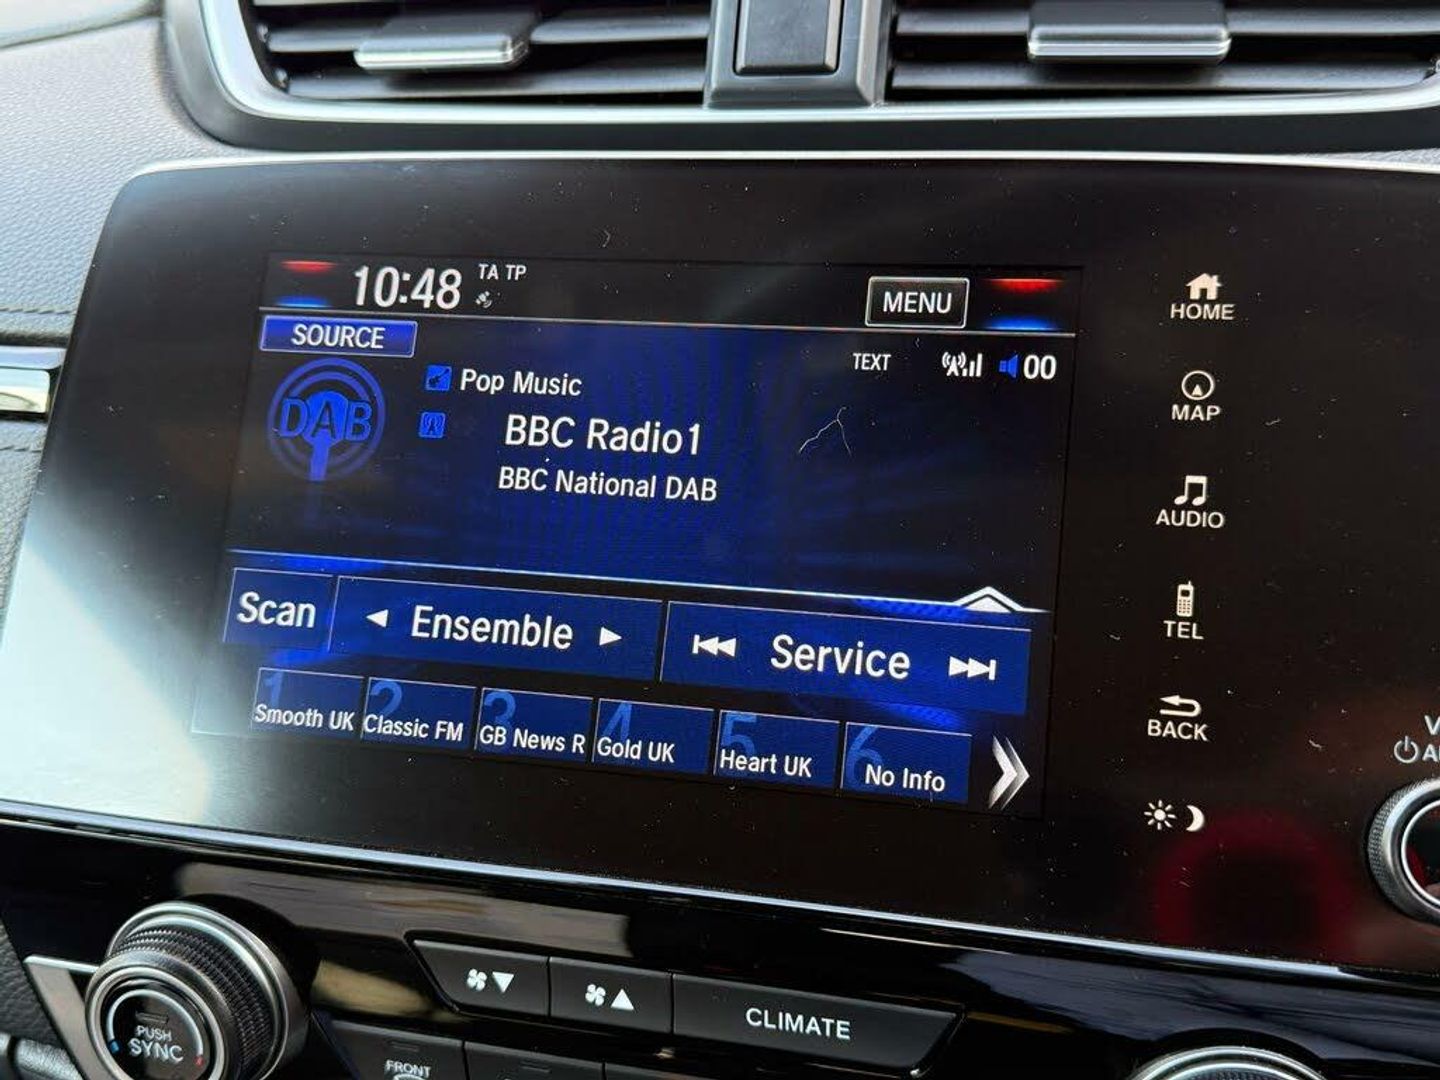 10:48
TA TP
MENU
SOURCE
TEXT
00
DAB
Pop Music
BBC Radio1
BBC National DAB
Scan
Ensemble
Service
1
Smooth UK
2
Classic FM
3
GB News R
4
Gold UK
5
Heart UK
6
No Info
HOME
MAP
AUDIO
TEL
BACK
PUSH
SYNC
CLIMATE
FRONT